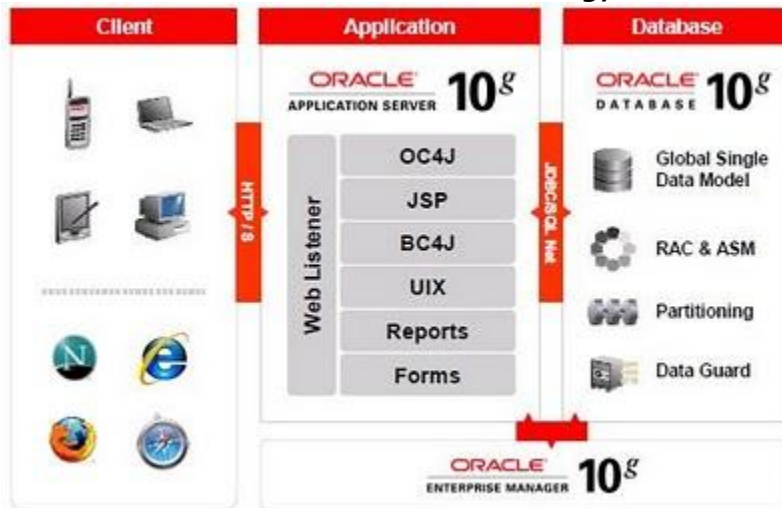 Client
Application
Database
ORACLE
APPLICATION SERVER 10g
ORACLE
DATABASE 10g
HTTP / S
Web Listener
OC4J
JSP
BC4J
UIX
Reports
Forms
JDBC/SQL Net
Global Single
Data Model
RAC & ASM
Partitioning
Data Guard
N
ORACLE
ENTERPRISE MANAGER 10g